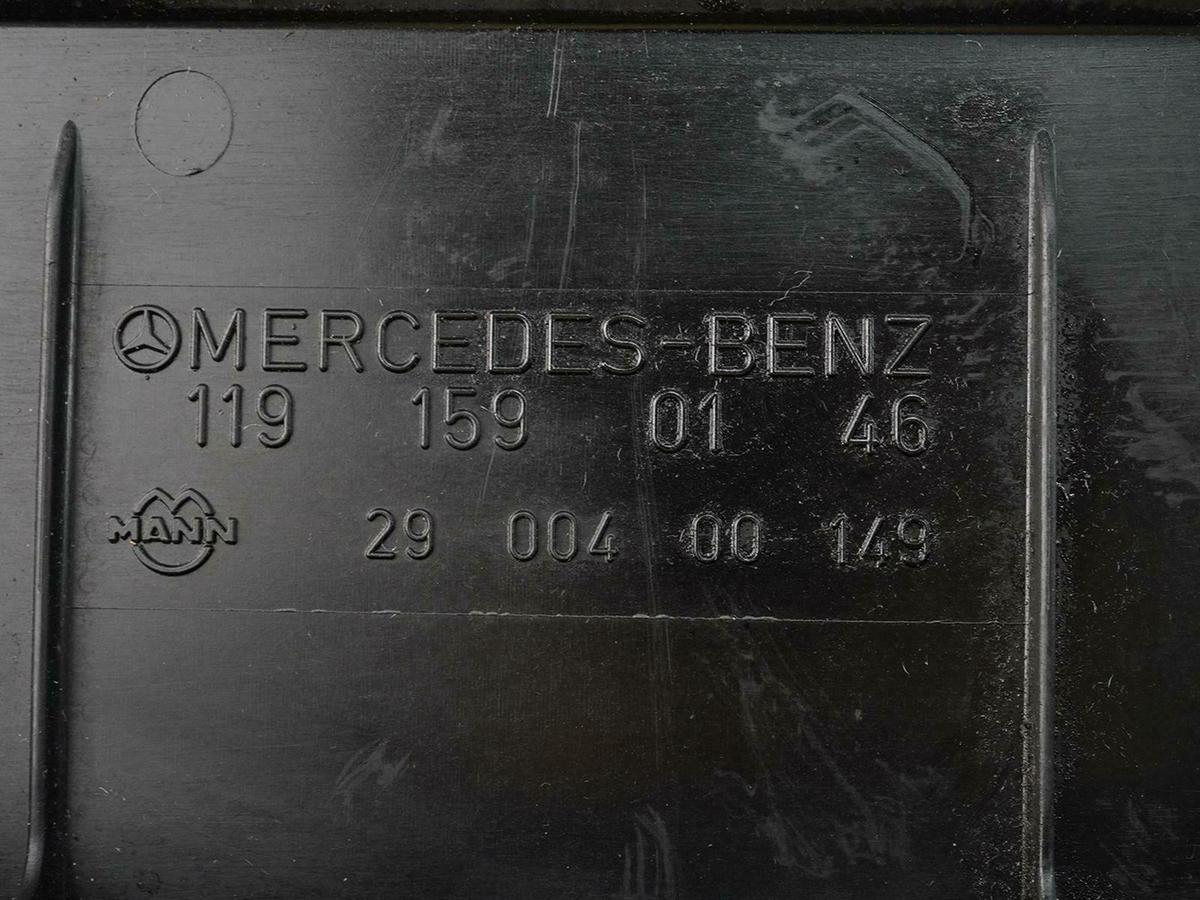 MERCEDES-BENZ
119 159 01 46
MANN 29 004 00 149